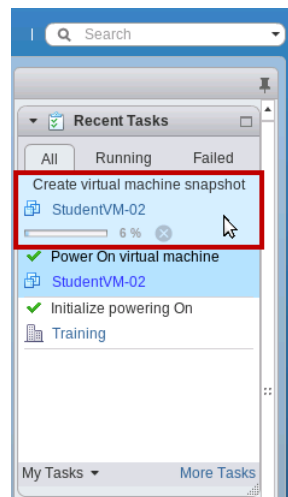 Search
Recent Tasks
All Running Failed
Create virtual machine snapshot
StudentVM-02
6 %
Power On virtual machine
StudentVM-02
Initialize powering On
Training
My Tasks More Tasks